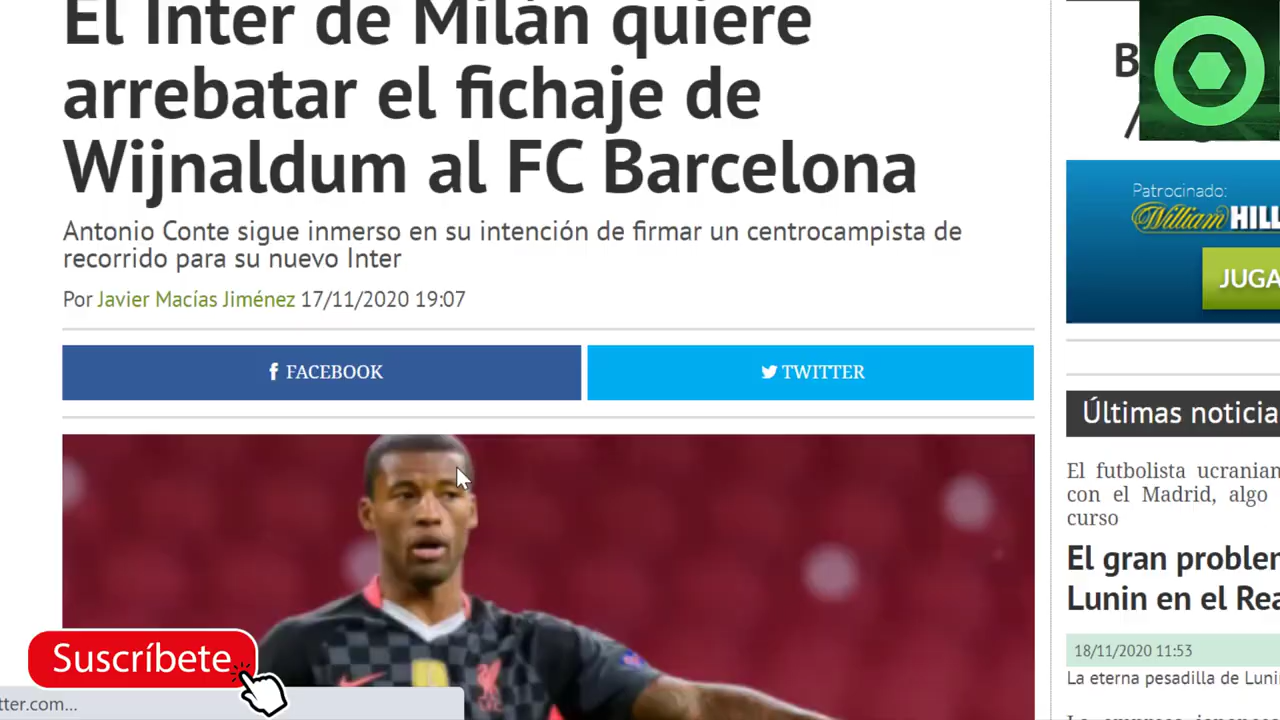 El Inter de Milán quiere
arrebatar el fichaje de
Wijnaldum al FC Barcelona
Antonio Conte sigue inmerso en su intención de firmar un centrocampista de
recorrido para su nuevo Inter
Por Javier Macías Jiménez 17/11/2020 19:07
FACEBOOK
TWITTER
B
Patrocinado:
William HILL
JUGA
Últimas noticia
El futbolista ucranian
con el Madrid, algo
curso
El gran problem
Lunin en el Rea
18/11/2020 11:53
La eterna pesadilla de Luni
Suscríbete
tter.com...